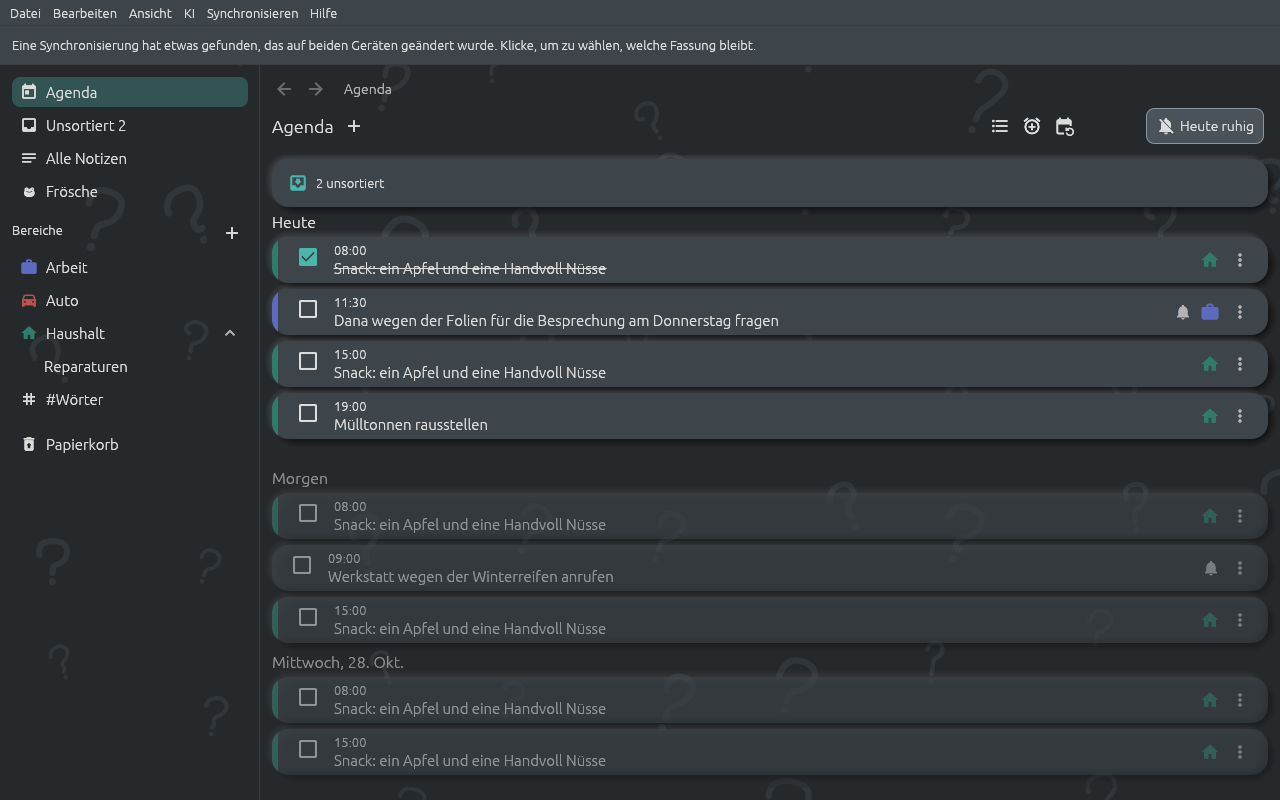 Datei Bearbeiten Ansicht KI Synchronisieren Hilfe
Eine Synchronisierung hat etwas gefunden, das auf beiden Geräten geändert wurde. Klicke, um zu wählen, welche Fassung bleibt.
Agenda
Unsortiert 2
Alle Notizen
Frösche
Bereiche
Arbeit
Auto
Haushalt
Reparaturen
#Wörter
Papierkorb
Agenda
Agenda
Heute ruhig
2 unsortiert
Heute
08:00
Snack: ein Apfel und eine Handvoll Nüsse
11:30
Dana wegen der Folien für die Besprechung am Donnerstag fragen
15:00
Snack: ein Apfel und eine Handvoll Nüsse
19:00
Mülltonnen rausstellen
Morgen
08:00
Snack: ein Apfel und eine Handvoll Nüsse
09:00
Werkstatt wegen der Winterreifen anrufen
15:00
Snack: ein Apfel und eine Handvoll Nüsse
Mittwoch, 28. Okt.
08:00
Snack: ein Apfel und eine Handvoll Nüsse
15:00
Snack: ein Apfel und eine Handvoll Nüsse